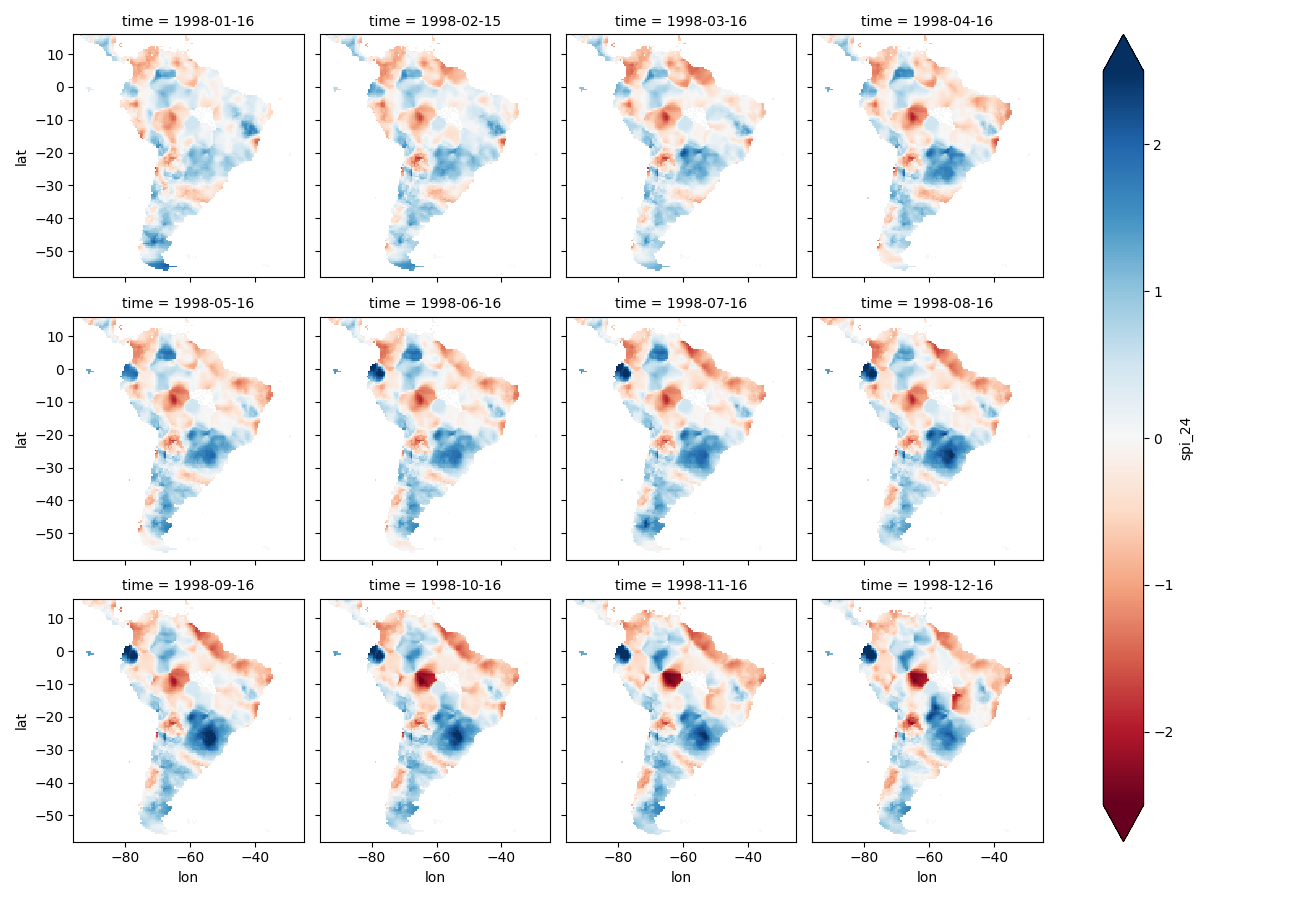 time = 1998-01-16
time = 1998-02-15
time = 1998-03-16
time = 1998-04-16
10
0
−10
−20
−30
−40
−50
lat
time = 1998-05-16
time = 1998-06-16
time = 1998-07-16
time = 1998-08-16
10
0
−10
−20
−30
−40
−50
lat
time = 1998-09-16
time = 1998-10-16
time = 1998-11-16
time = 1998-12-16
10
0
−10
−20
−30
−40
−50
lat
−80
−60
−40
lon
−80
−60
−40
lon
−80
−60
−40
lon
−80
−60
−40
lon
2
1
0
−1
−2
spi_24